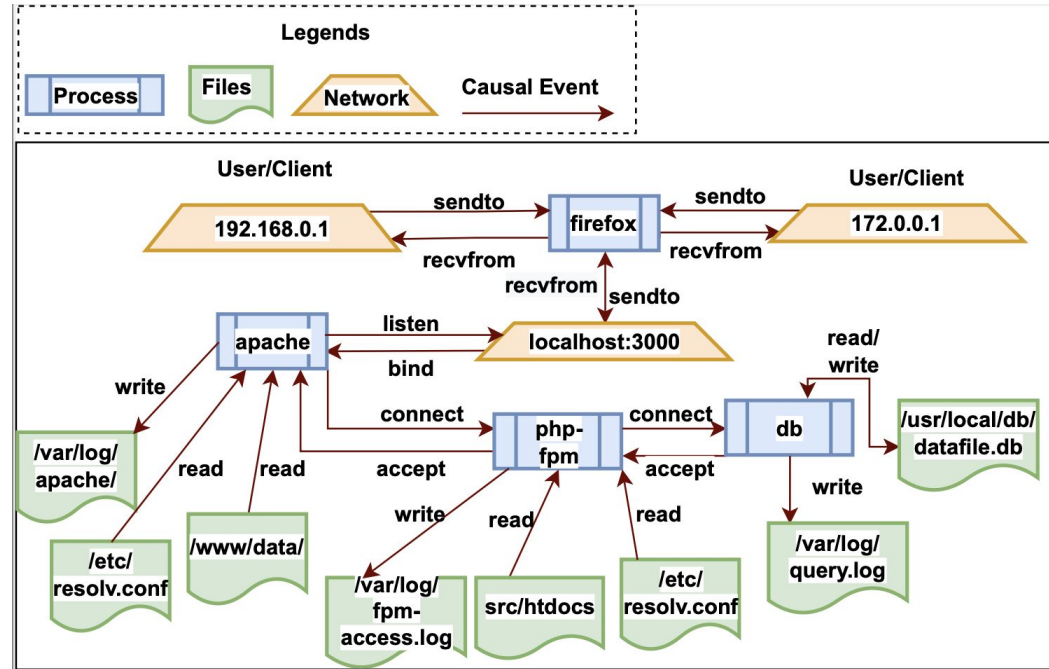 Legends
Process
Files
Network
Causal Event
User/Client
User/Client
sendto
sendto
192.168.0.1
firefox
172.0.0.1
recvfrom
recvfrom
recvfrom
sendto
listen
apache
localhost:3000
bind
read/
write
write
connect
connect
php-
fpm
db
/usr/local/db/
datafile.db
/var/log/
apache/
read
read
accept
accept
write
write
read
read
/www/data/
/etc/
resolv.conf
/var/log/
fpm-
access.log
src/htdocs
/etc/
resolv.conf
/var/log/
query.log